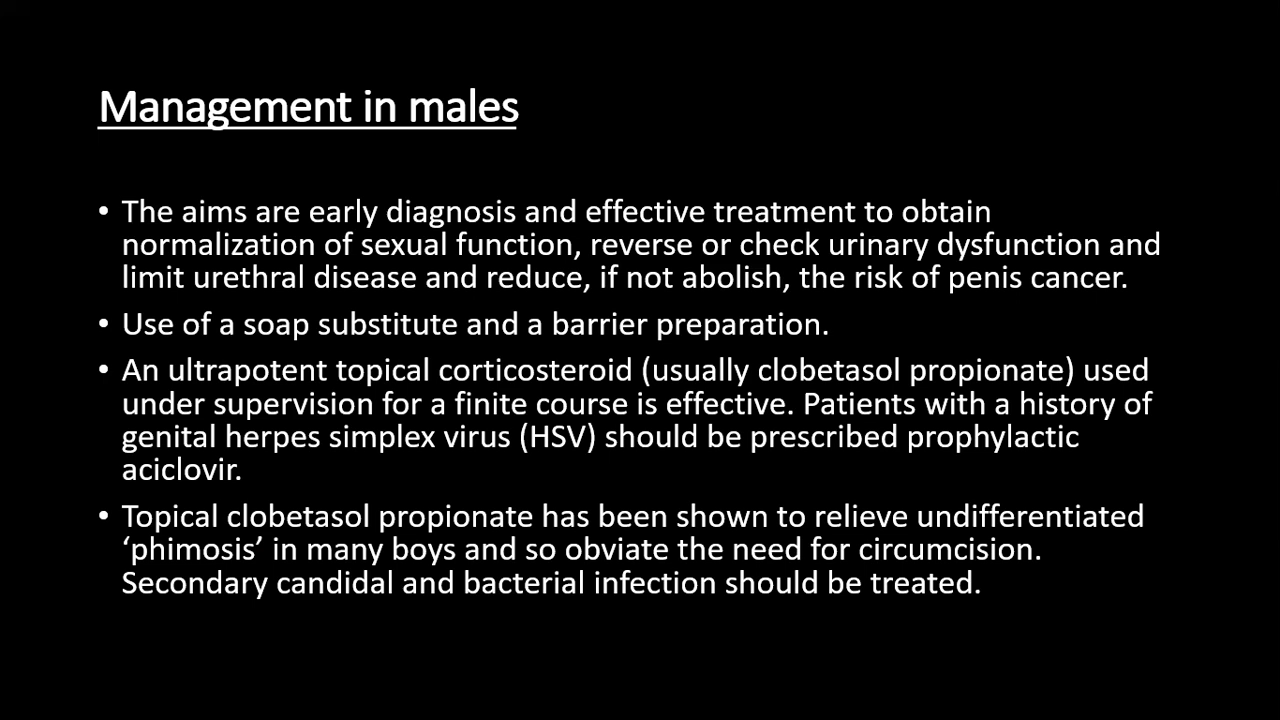 Management in males
• The aims are early diagnosis and effective treatment to obtain
normalization of sexual function, reverse or check urinary dysfunction and
limit urethral disease and reduce, if not abolish, the risk of penis cancer.
• Use of a soap substitute and a barrier preparation.
• An ultrapotent topical corticosteroid (usually clobetasol propionate) used
under supervision for a finite course is effective. Patients with a history of
genital herpes simplex virus (HSV) should be prescribed prophylactic
aciclovir.
• Topical clobetasol propionate has been shown to relieve undifferentiated
‘phimosis’ in many boys and so obviate the need for circumcision.
Secondary candidal and bacterial infection should be treated.